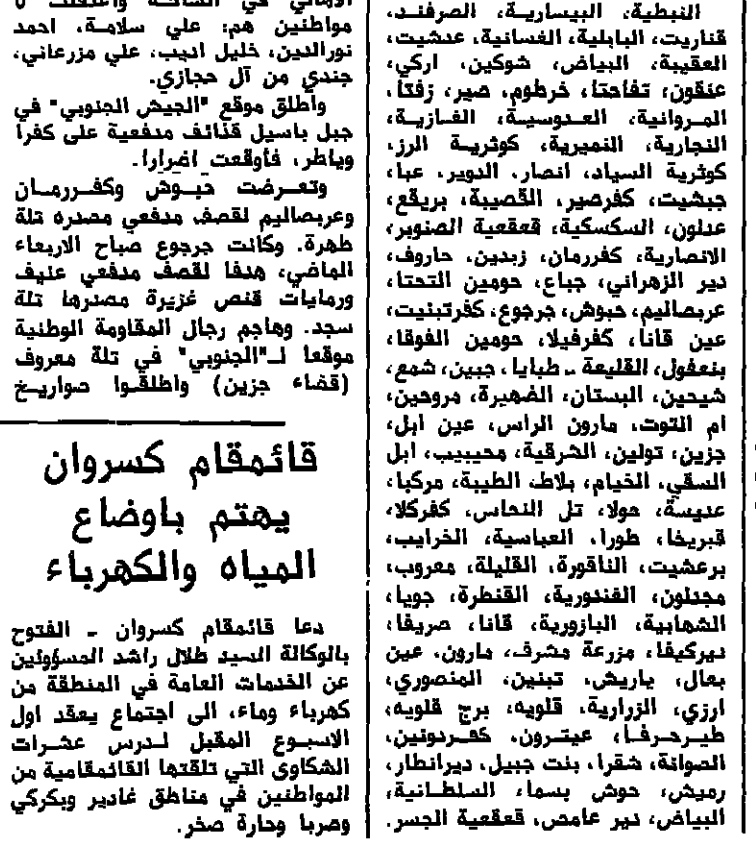 النبطية، البيسارية، الصرفند،
قناريت، البابلية، الغسانية، عدشيت،
العقيبة، البياض، شوكين، اركي،
عنقون، تفاحتا، خرطوم، صير، زفتا،
المروانية، العدوسية، الغازية،
النجارية، النميرية، كوثرية الرز،
كوثرية السياد، انصار، الدوير، عبا،
جبشيت، كفرصير، القصيبة، بريقع،
عدلون، السكسكية، قعقعية الصنوبر،
الانصارية، كفررمان، زبدين، حاروف،
دير الزهراني، جباع، حومين التحتا،
عربصاليم، حبوش، جرجوع، كفرتبنيت،
عين قانا، كفرفيلا، حومين الفوقا،
بنعفول، القليعة ـ طبايا، جبين، شمع،
شيحين، البستان، الضهيرة، مروحين،
ام التوت، مارون الراس، عين ابل،
جزين، تولين، الشرقية، محيبيب، ابل
السقي، الخيام، بلاط، الطيبة، مركبا،
عنيسة، حولا، تل النحاس، كفركلا،
قبريخا، طورا، العباسية، الخرايب،
برعشيت، الناقورة، القليلة، معروب،
مجدلون، الفندورية، القنطرة، جويا،
الشهابية، البازورية، قانا، صريفا،
ديركيفا، مزرعة مشرف، مارون، عين
بعال، ياريش، تبنين، المنصوري،
ارزي، الزرارية، قلويه، برج قلويه،
طيرحرفا، عيترون، كفردونين،
الصوانة، شقرا، بنت جبيل، ديرانطار،
رميش، حوش بسما، السلطانية،
البياض، دير عامص، قعقعية الجسر.
مواطنين هم: علي سلامة، احمد
نورالدين، خليل اديب، علي مزرعاني،
جندي من آل حجازي.
واطلق موقع "الجيش الجنوبي" في
جبل باسيل قذائف مدفعية على كفرا
وياطر، فأوقعت اضرارا.
وتعرضت حبوش وكفررمان
وعربصاليم لقصف مدفعي مصدره تلة
طهرة. وكانت جرجوع صباح الاربعاء
الماضي، هدفا لقصف مدفعي عنيف
ورمايات قنص غزيرة مصدرها تلة
سجد. وهاجم رجال المقاومة الوطنية
موقعا لـ"الجنوبي" في تلة معروف
(قضاء جزين) واطلقوا صواريخ
قائمقام كسروان
يهتم باوضاع
المياه والكهرباء
دعا قائمقام كسروان ـ الفتوح
بالوكالة السيد طلال راشد المسؤولين
عن الخدمات العامة في المنطقة من
كهرباء وماء، الى اجتماع يعقد اول
الاسبوع المقبل لدرس عشرات
الشكاوى التي تلقتها القائمقامية من
المواطنين في مناطق غادير وبكركي
وصربا وحارة صخر.